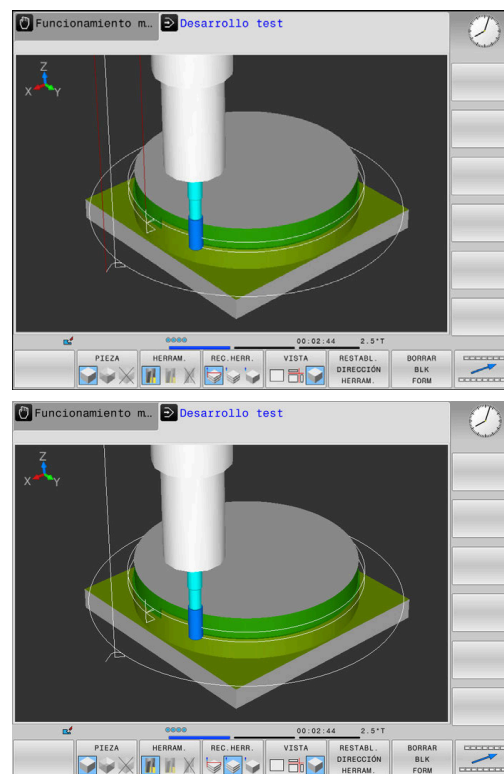 Funcionamiento m…
Desarrollo test
Z
X
Y
00:02:44 2.5*T
PIEZA
HERRAM.
REC.HERR.
VISTA
RESTABL.
DIRECCIÓN
HERRAM.
BORRAR
BLK
FORM
Funcionamiento m…
Desarrollo test
Z
X
Y
00:02:44 2.5*T
PIEZA
HERRAM.
REC.HERR.
VISTA
RESTABL.
DIRECCIÓN
HERRAM.
BORRAR
BLK
FORM